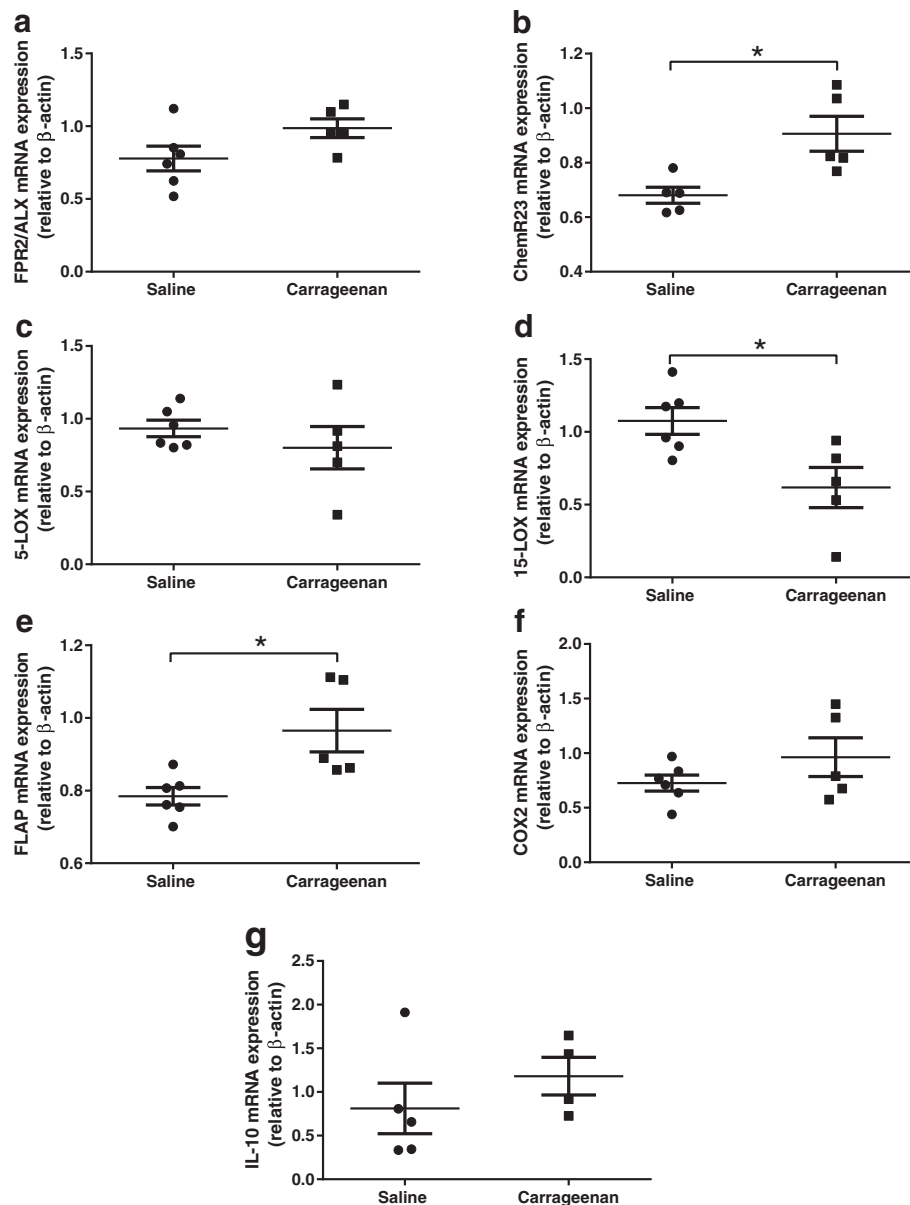 a
FPR2/ALX mRNA expression
(relative to β-actin)
1.5
1.0
0.5
0.0
Saline Carrageenan
b
ChemR23 mRNA expression
(relative to β-actin)
1.2
1.0
0.8
0.6
0.4
*
Saline Carrageenan
c
5-LOX mRNA expression
(relative to β-actin)
1.5
1.0
0.5
0.0
Saline Carrageenan
d
15-LOX mRNA expression
(relative to β-actin)
1.5
1.0
0.5
0.0
*
Saline Carrageenan
e
FLAP mRNA expression
(relative to β-actin)
1.2
1.0
0.8
0.6
*
Saline Carrageenan
f
COX2 mRNA expression
(relative to β-actin)
2.0
1.5
1.0
0.5
0.0
Saline Carrageenan
g
IL-10 mRNA expression
(relative to β-actin)
2.5
2.0
1.5
1.0
0.5
0.0
Saline Carrageenan